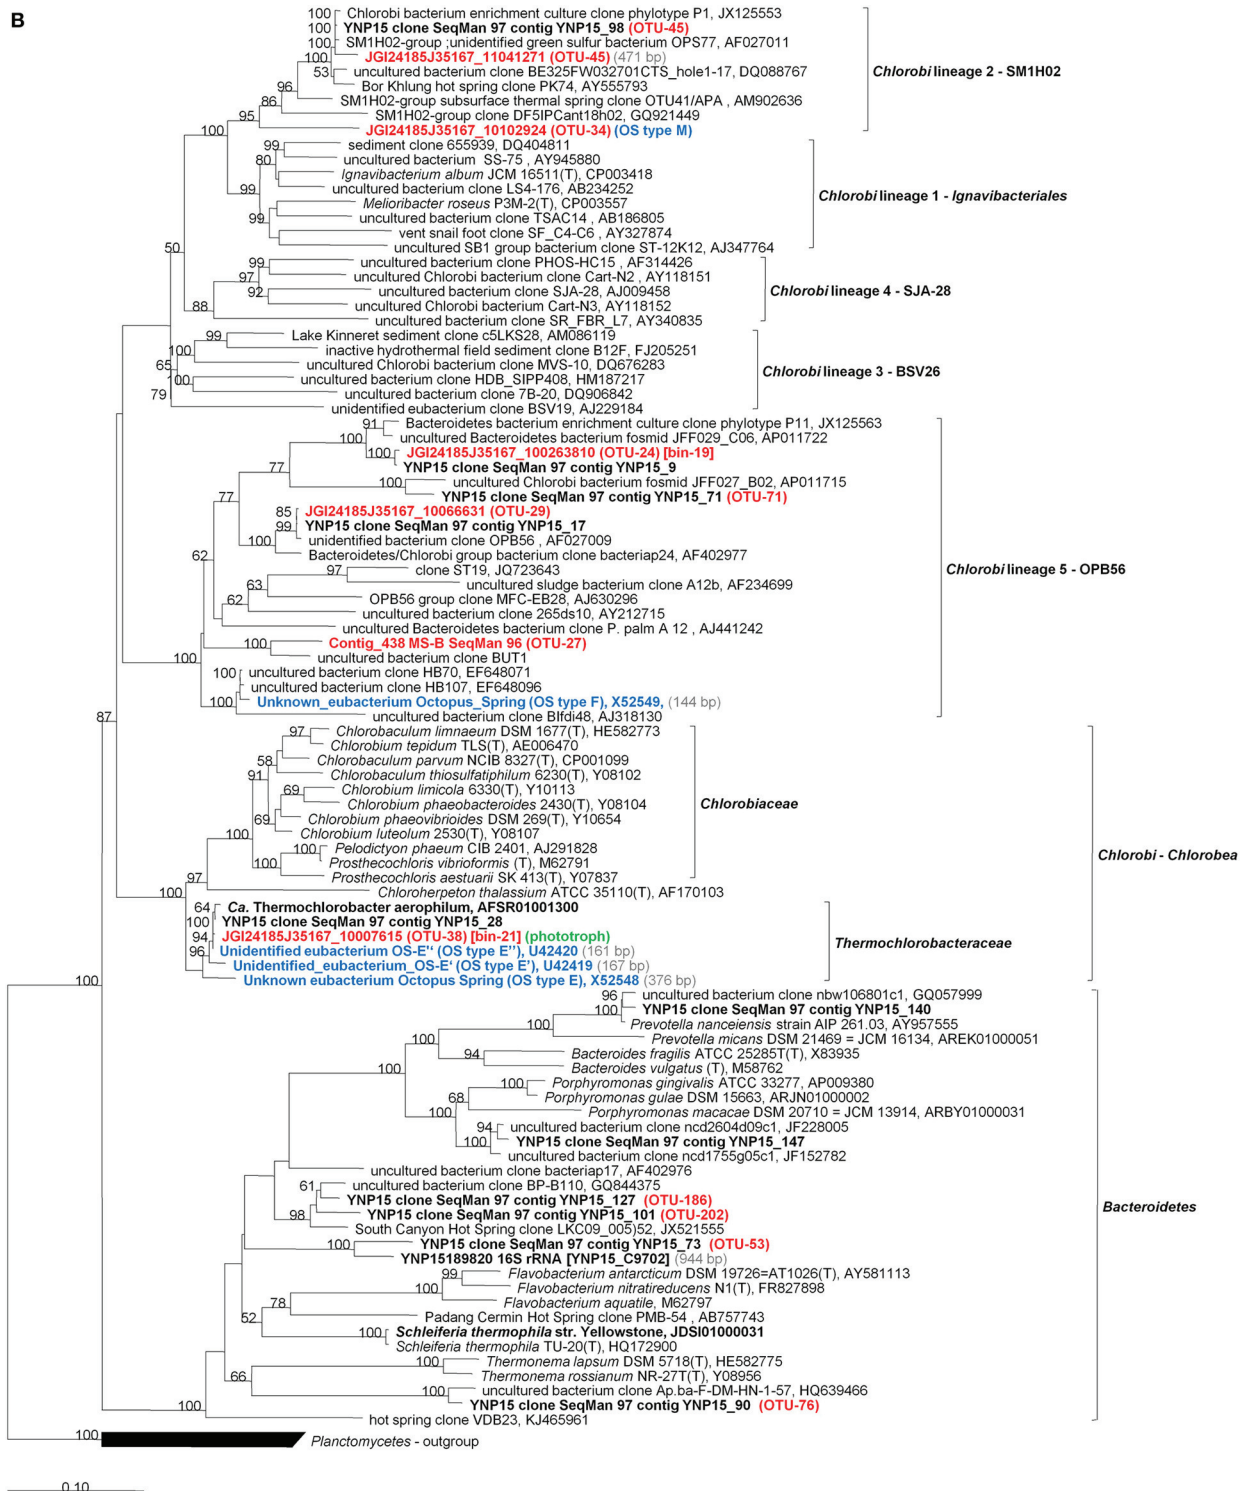 B
Chlorobi bacterium enrichment culture clone phylotype P1, JX125553
YNP15 clone SeqMan 97 contig YNP15_98 (OTU-45)
SM1H02-group ;unidentified green sulfur bacterium OPS77, AF027011
JGI24185J35167_11041271 (OTU-45) (471 bp)
uncultured bacterium clone BE325FW032701CTS_hole1-17, DQ088767
Bor Khlung hot spring clone PK74, AY555793
SM1H02-group subsurface thermal spring clone OTU41/APA , AM902636
SM1H02-group clone DF5IPCant18h02, GQ921449
JGI24185J35167_10102924 (OTU-34) (OS type M)
100
100
100
100
53
96
86
95
100
Chlorobi lineage 2 - SM1H02
sediment clone 655939, DQ404811
uncultured bacterium SS-75 , AY945880
Ignavibacterium album JCM 16511(T), CP003418
uncultured bacterium clone LS4-176, AB234252
Melioribacter roseus P3M-2(T), CP003557
uncultured bacterium clone TSAC14 , AB186805
vent snail foot clone SF_C4-C6 , AY327874
uncultured SB1 group bacterium clone ST-12K12, AJ347764
99
80
99
99
50
Chlorobi lineage 1 - Ignavibacteriales
uncultured bacterium clone PHOS-HC15 , AF314426
uncultured Chlorobi bacterium clone Cart-N2 , AY118151
uncultured bacterium clone SJA-28, AJ009458
uncultured Chlorobi bacterium clone Cart-N3, AY118152
uncultured bacterium clone SR_FBR_L7, AY340835
99
97
92
88
Chlorobi lineage 4 - SJA-28
Lake Kinneret sediment clone c5LKS28, AM086119
inactive hydrothermal field sediment clone B12F, FJ205251
uncultured Chlorobi bacterium clone MVS-10, DQ676283
uncultured bacterium clone HDB_SIPP408, HM187217
uncultured bacterium clone 7B-20, DQ906842
unidentified eubacterium clone BSV19, AJ229184
99
100
65
100
79
Chlorobi lineage 3 - BSV26
Bacteroidetes bacterium enrichment culture clone phylotype P11, JX125563
uncultured Bacteroidetes bacterium fosmid JFF029_C06, AP011722
JGI24185J35167_100263810 (OTU-24) [bin-19]
YNP15 clone SeqMan 97 contig YNP15_9
uncultured Chlorobi bacterium fosmid JFF027_B02, AP011715
YNP15 clone SeqMan 97 contig YNP15_71 (OTU-71)
JGI24185J35167_10066631 (OTU-29)
YNP15 clone SeqMan 97 contig YNP15_17
unidentified bacterium clone OPB56 , AF027009
Bacteroidetes/Chlorobi group bacterium clone bacteriap24, AF402977
clone ST19, JQ723643
uncultured sludge bacterium clone A12b, AF234699
OPB56 group clone MFC-EB28, AJ630296
uncultured bacterium clone 265ds10, AY212715
uncultured Bacteroidetes bacterium clone P. palm A 12 , AJ441242
Contig_438 MS-B SeqMan 96 (OTU-27)
uncultured bacterium clone BUT1
uncultured bacterium clone HB70, EF648071
uncultured bacterium clone HB107, EF648096
Unknown_eubacterium Octopus_Spring (OS type F), X52549, (144 bp)
uncultured bacterium clone Blfdi48, AJ318130
91
100
100
77
100
77
85
99
100
62
97
63
62
100
100
100
100
87
Chlorobi lineage 5 - OPB56
Chlorobaculum limnaeum DSM 1677(T), HE582773
Chlorobium tepidum TLS(T), AE006470
Chlorobaculum parvum NCIB 8327(T), CP001099
Chlorobaculum thiosulfatiphilum 6230(T), Y08102
Chlorobium limicola 6330(T), Y10113
Chlorobium phaeobacteroides 2430(T), Y08104
Chlorobium phaeovibrioides DSM 269(T), Y10654
Chlorobium luteolum 2530(T), Y08107
Pelodictyon phaeum CIB 2401, AJ291828
Prosthecochloris vibrioformis (T), M62791
Prosthecochloris aestuarii SK 413(T), Y07837
Chloroherpeton thalassium ATCC 35110(T), AF170103
97
58
91
69
69
100
100
100
97
100
Chlorobiaceae
Chlorobi - Chlorobea
Ca. Thermochlorobacter aerophilum, AFSR01001300
YNP15 clone SeqMan 97 contig YNP15_28
JGI24185J35167_10007615 (OTU-38) [bin-21] (phototroph)
Unidentified eubacterium OS-E'‘ (OS type E’’), U42420 (161 bp)
Unidentified_eubacterium_OS-E‘ (OS type E’), U42419 (167 bp)
Unknown eubacterium Octopus Spring (OS type E), X52548 (376 bp)
64
100
94
96
100
Thermochlorobacteraceae
uncultured bacterium clone nbw106801c1, GQ057999
YNP15 clone SeqMan 97 contig YNP15_140
Prevotella nanceiensis strain AIP 261.03, AY957555
Prevotella micans DSM 21469 = JCM 16134, AREK01000051
Bacteroides fragilis ATCC 25285T(T), X83935
Bacteroides vulgatus (T), M58762
Porphyromonas gingivalis ATCC 33277, AP009380
Porphyromonas gulae DSM 15663, ARJN01000002
Porphyromonas macacae DSM 20710 = JCM 13914, ARBY01000031
uncultured bacterium clone ncd2604d09c1, JF228005
YNP15 clone SeqMan 97 contig YNP15_147
uncultured bacterium clone ncd1755g05c1, JF152782
uncultured bacterium clone bacteriap17, AF402976
uncultured bacterium clone BP-B110, GQ844375
YNP15 clone SeqMan 97 contig YNP15_127 (OTU-186)
YNP15 clone SeqMan 97 contig YNP15_101 (OTU-202)
South Canyon Hot Spring clone LKC09_005)52, JX521555
YNP15 clone SeqMan 97 contig YNP15_73 (OTU-53)
YNP15189820 16S rRNA [YNP15_C9702] (944 bp)
Flavobacterium antarcticum DSM 19726=AT1026(T), AY581113
Flavobacterium nitratireducens N1(T), FR827898
Flavobacterium aquatile, M62797
Padang Cermin Hot Spring clone PMB-54 , AB757743
Schleiferia thermophila str. Yellowstone, JDSI01000031
Schleiferia thermophila TU-20(T), HQ172900
Thermonema lapsum DSM 5718(T), HE582775
Thermonema rossianum NR-27T(T), Y08956
uncultured bacterium clone Ap.ba-F-DM-HN-1-57, HQ639466
YNP15 clone SeqMan 97 contig YNP15_90 (OTU-76)
hot spring clone VDB23, KJ465961
96
100
100
100
94
100
100
68
100
94
100
61
98
100
99
100
78
52
100
100
66
100
100
Bacteroidetes
100
Planctomycetes - outgroup
0.10